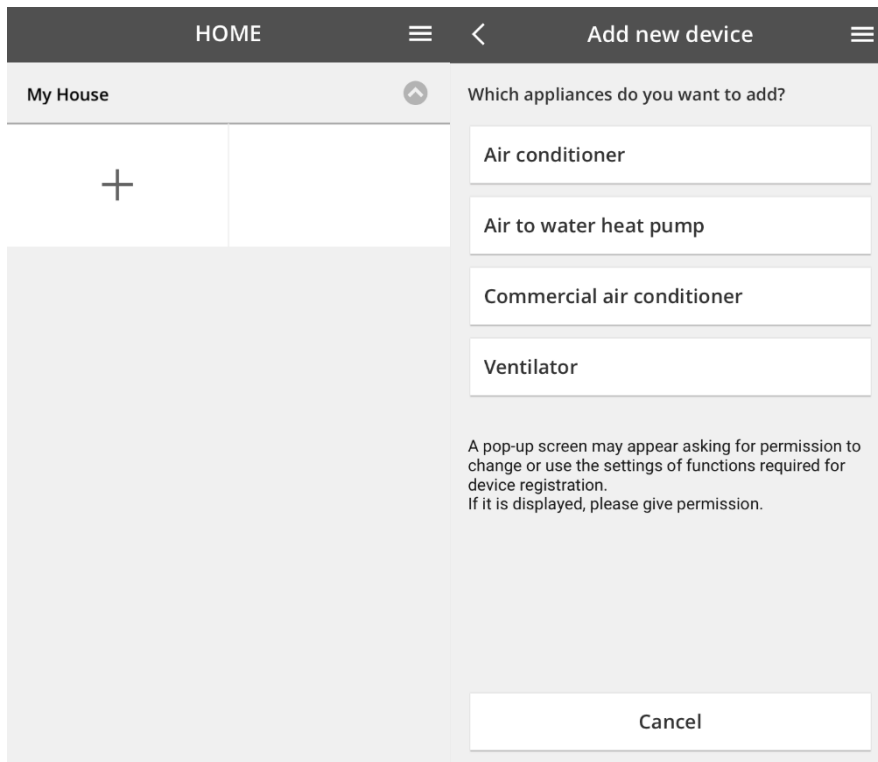 HOME
My House
Add new device
Which appliances do you want to add?
Air conditioner
Air to water heat pump
Commercial air conditioner
Ventilator
A pop-up screen may appear asking for permission to
change or use the settings of functions required for
device registration.
If it is displayed, please give permission.
Cancel